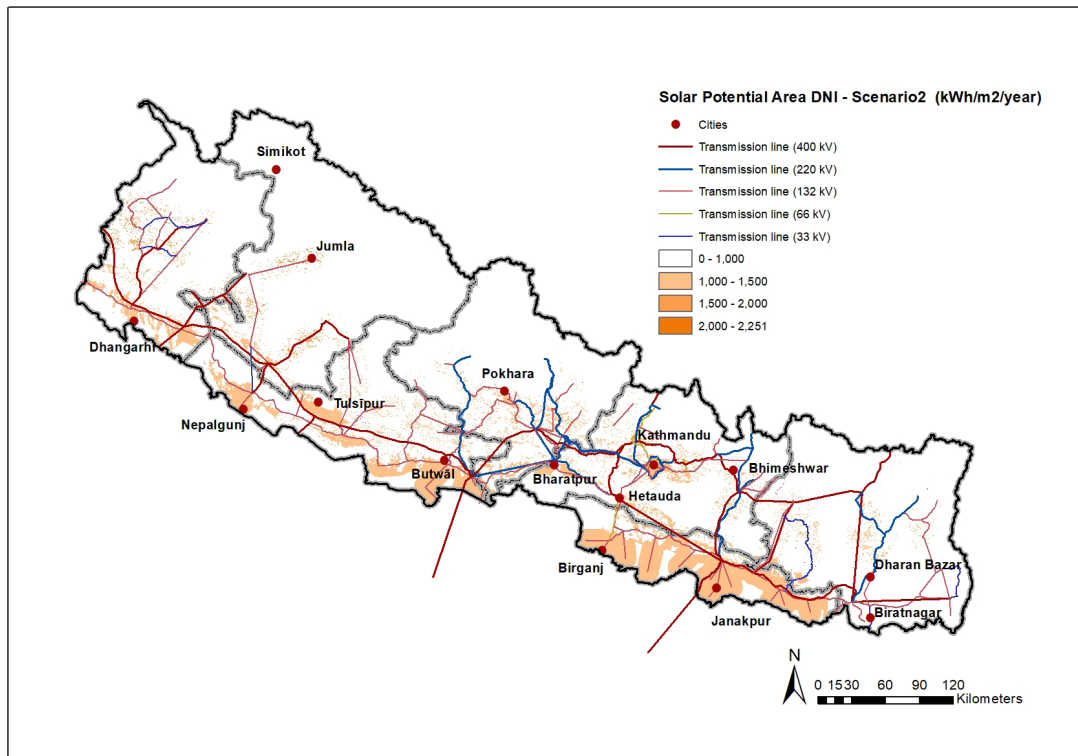 Solar Potential Area DNI - Scenario2 (kWh/m2/year)
Cities
Transmission line (400 kV)
Transmission line (220 kV)
Transmission line (132 kV)
Transmission line (66 kV)
Transmission line (33 kV)
0 - 1,000
1,000 - 1,500
1,500 - 2,000
2,000 - 2,251
Simikot
Jumla
Dhangarhi
Pokhara
Tulsīpur
Nepalgunj
Kathmandu
Butwāl
Bharatpur
Bhimeshwar
Hetauda
Birganj
Dharan Bazar
Janakpur
Biratnagar
N
0 15 30 60 90 120
Kilometers